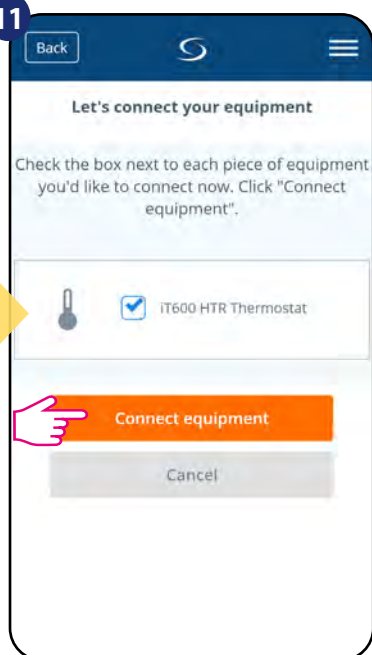 11
Back
Let's connect your equipment
Check the box next to each piece of equipment
you'd like to connect now. Click "Connect
equipment".
iT600 HTR Thermostat
Connect equipment
Cancel